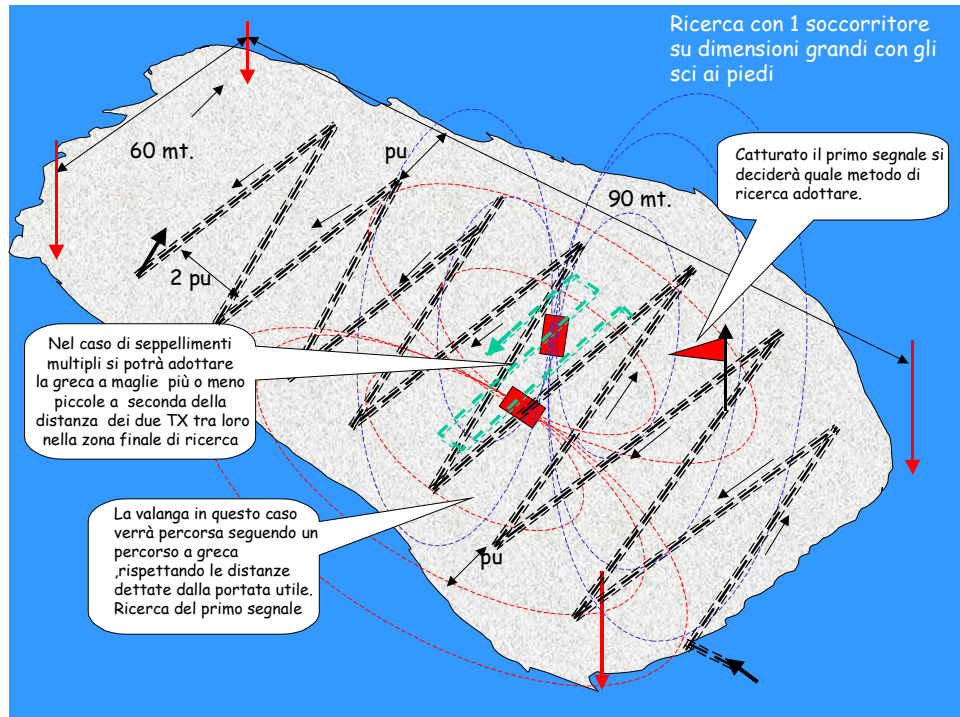 Ricerca con 1 soccorritore
su dimensioni grandi con gli
sci ai piedi
60 mt.
pu
90 mt.
Catturato il primo segnale si
deciderà quale metodo di
ricerca adottare.
2 pu
Nel caso di seppellimenti
multipli si potrà adottare
la greca a maglie più o meno
piccole a seconda della
distanza dei due TX tra loro
nella zona finale di ricerca
La valanga in questo caso
verrà percorsa seguendo un
percorso a greca
,rispettando le distanze
dettate dalla portata utile.
Ricerca del primo segnale
pu